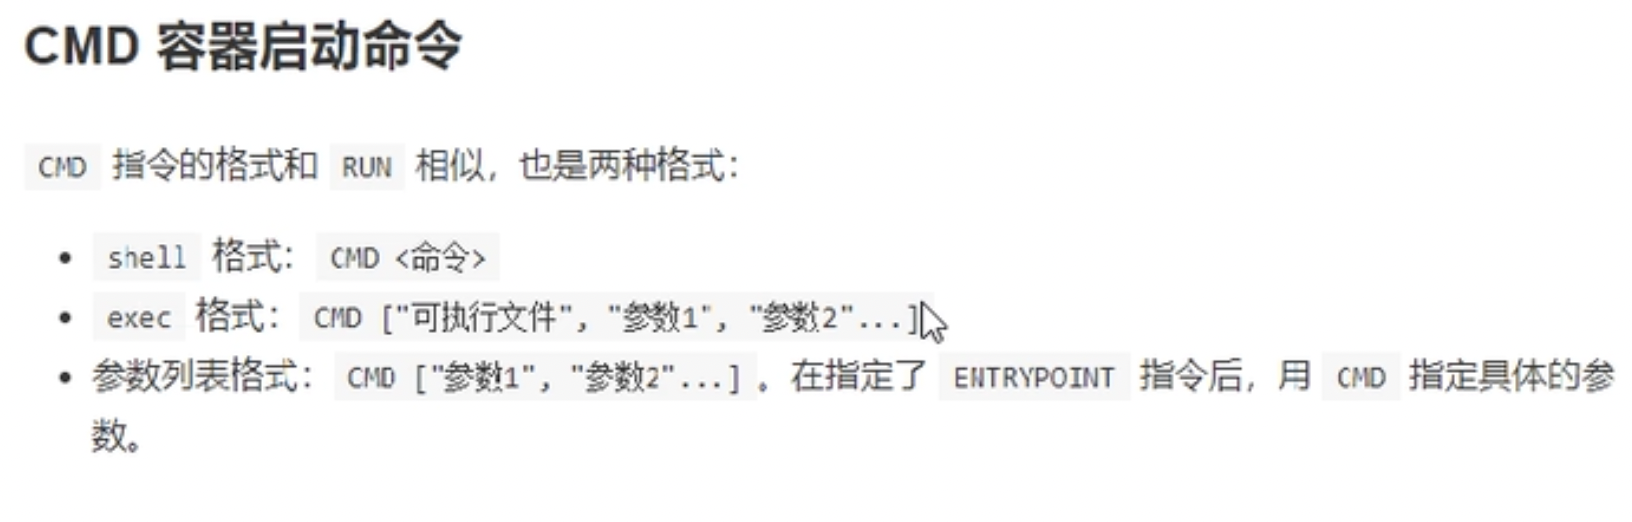 CMD 容器启动命令
CMD 指令的格式和 RUN 相似，也是两种格式：
• shell 格式： CMD <命令>
• exec 格式： CMD ["可执行文件", "参数1", "参数2"...]
• 参数列表格式： CMD ["参数1", "参数2"...] 。在指定了 ENTRYPOINT 指令后，用 CMD 指定具体的参
数。